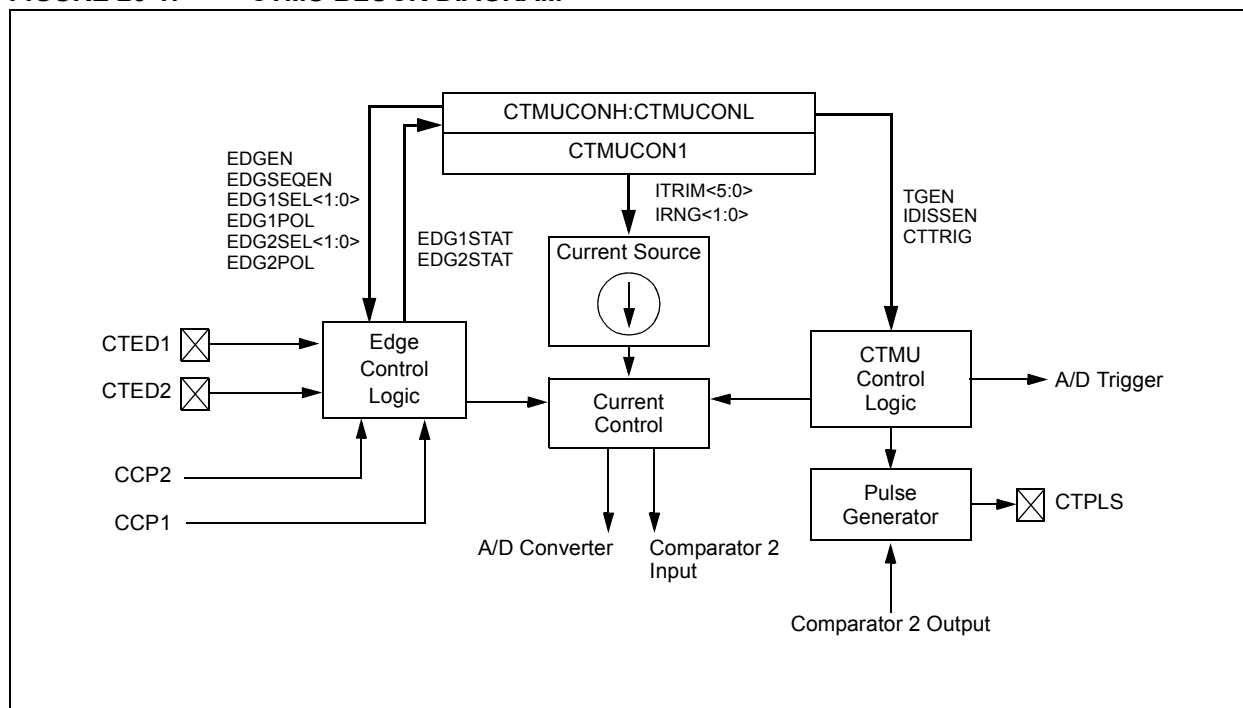 CTMUCONH:CTMUCONL
CTMUCON1
EDGEN
EDGSEQEN
EDG1SEL<1:0>
EDG1POL
EDG2SEL<1:0>
EDG2POL
EDG1STAT
EDG2STAT
ITRIM<5:0>
IRNG<1:0>
TGEN
IDISSEN
CTTRIG
Current Source
CTED1
CTED2
Edge
Control
Logic
Current
Control
CTMU
Control
Logic
A/D Trigger
CCP2
CCP1
Pulse
Generator
CTPLS
A/D Converter
Comparator 2
Input
Comparator 2 Output